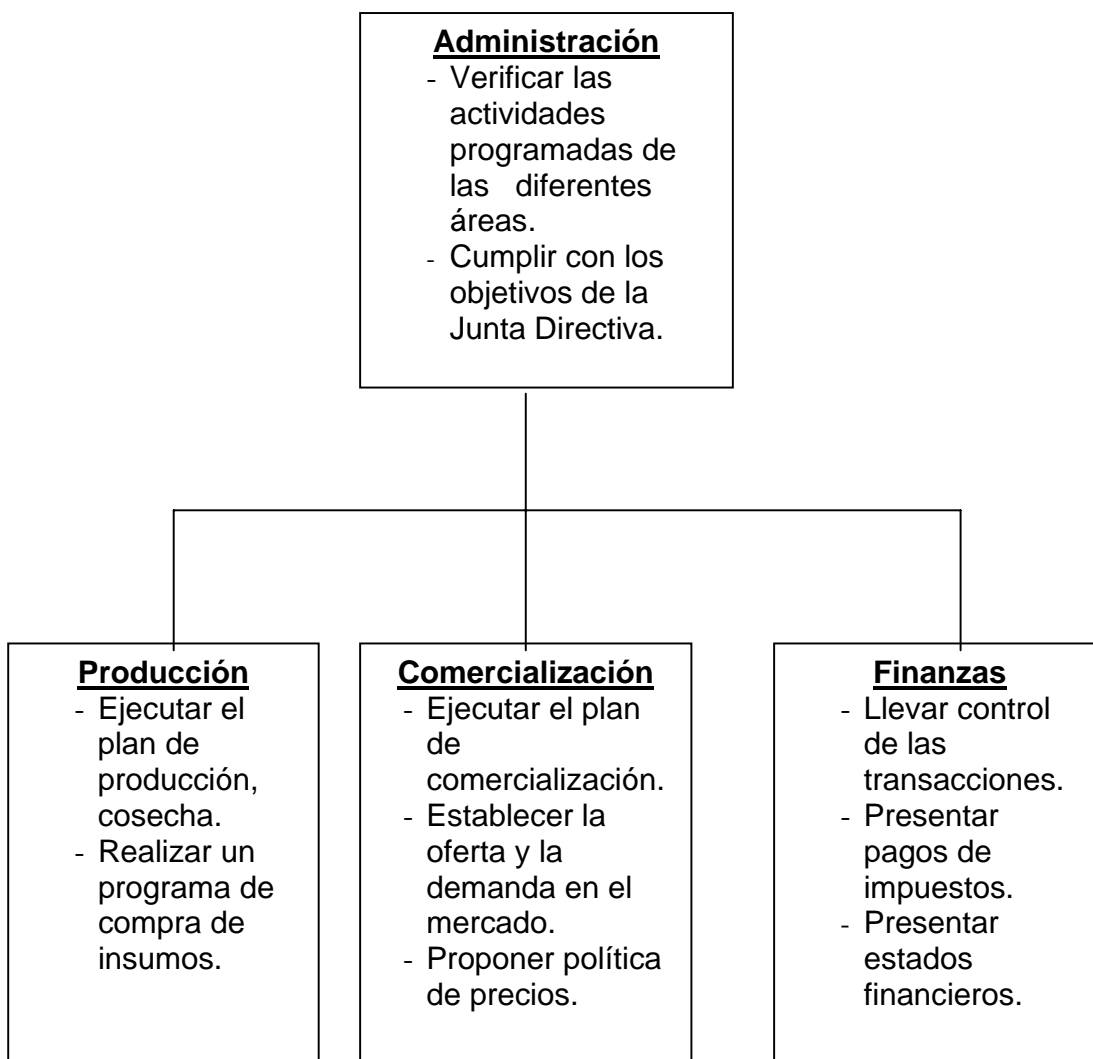 Administración
- Verificar las
actividades
programadas de
las diferentes
áreas.
- Cumplir con los
objetivos de la
Junta Directiva.
Producción
- Ejecutar el
plan de
producción,
cosecha.
- Realizar un
programa de
compra de
insumos.
Comercialización
- Ejecutar el plan
de
comercialización.
- Establecer la
oferta y la
demanda en el
mercado.
- Proponer política
de precios.
Finanzas
- Llevar control
de las
transacciones.
- Presentar
pagos de
impuestos.
- Presentar
estados
financieros.